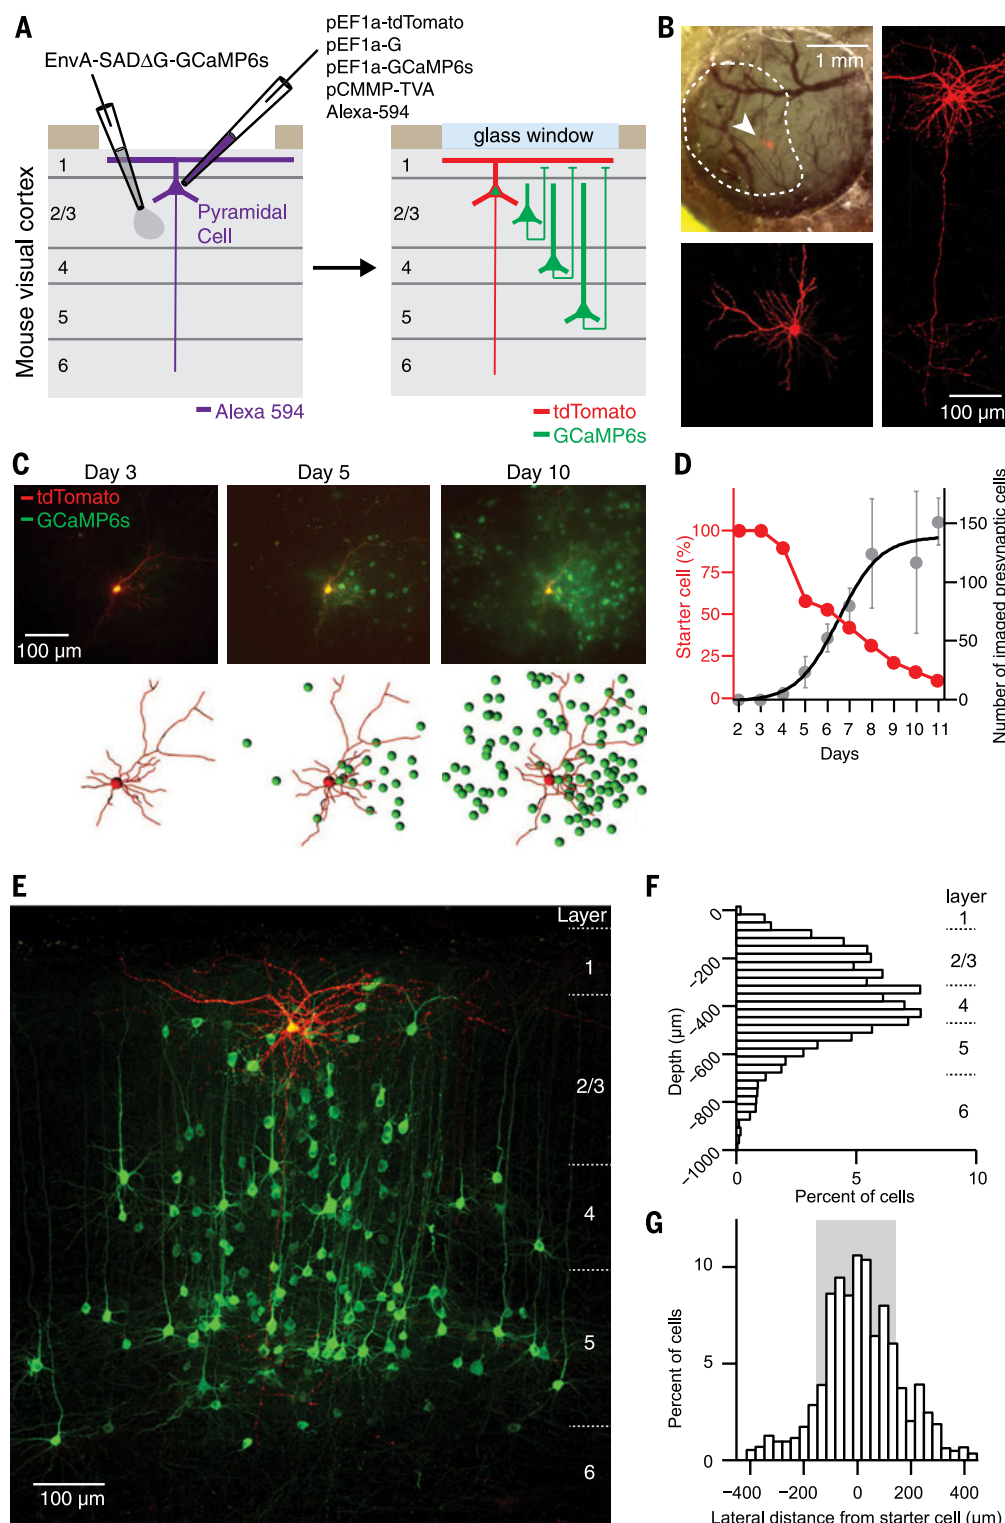 A
EnvA-SADΔG-GCaMP6s
pEF1a-tdTomato
pEF1a-G
pEF1a-GCaMP6s
pCMMP-TVA
Alexa-594
glass window
Mouse visual cortex
1
2/3
4
5
6
Pyramidal
Cell
Alexa 594
1
2/3
4
5
6
tdTomato
GCaMP6s
B
1 mm
100 µm
C
Day 3
Day 5
Day 10
tdTomato
GCaMP6s
100 µm
D
Starter cell (%)
100
75
50
25
0
Number of imaged presynaptic cells
150
100
50
0
2 3 4 5 6 7 8 9 10 11
Days
E
Layer
1
2/3
4
5
6
100 µm
F
layer
1
2/3
4
5
6
Depth (µm)
0
−200
−400
−600
−800
−1000
0 5 10
Percent of cells
G
Percent of cells
10
5
0
−400 −200 0 200 400
Lateral distance from starter cell (µm)